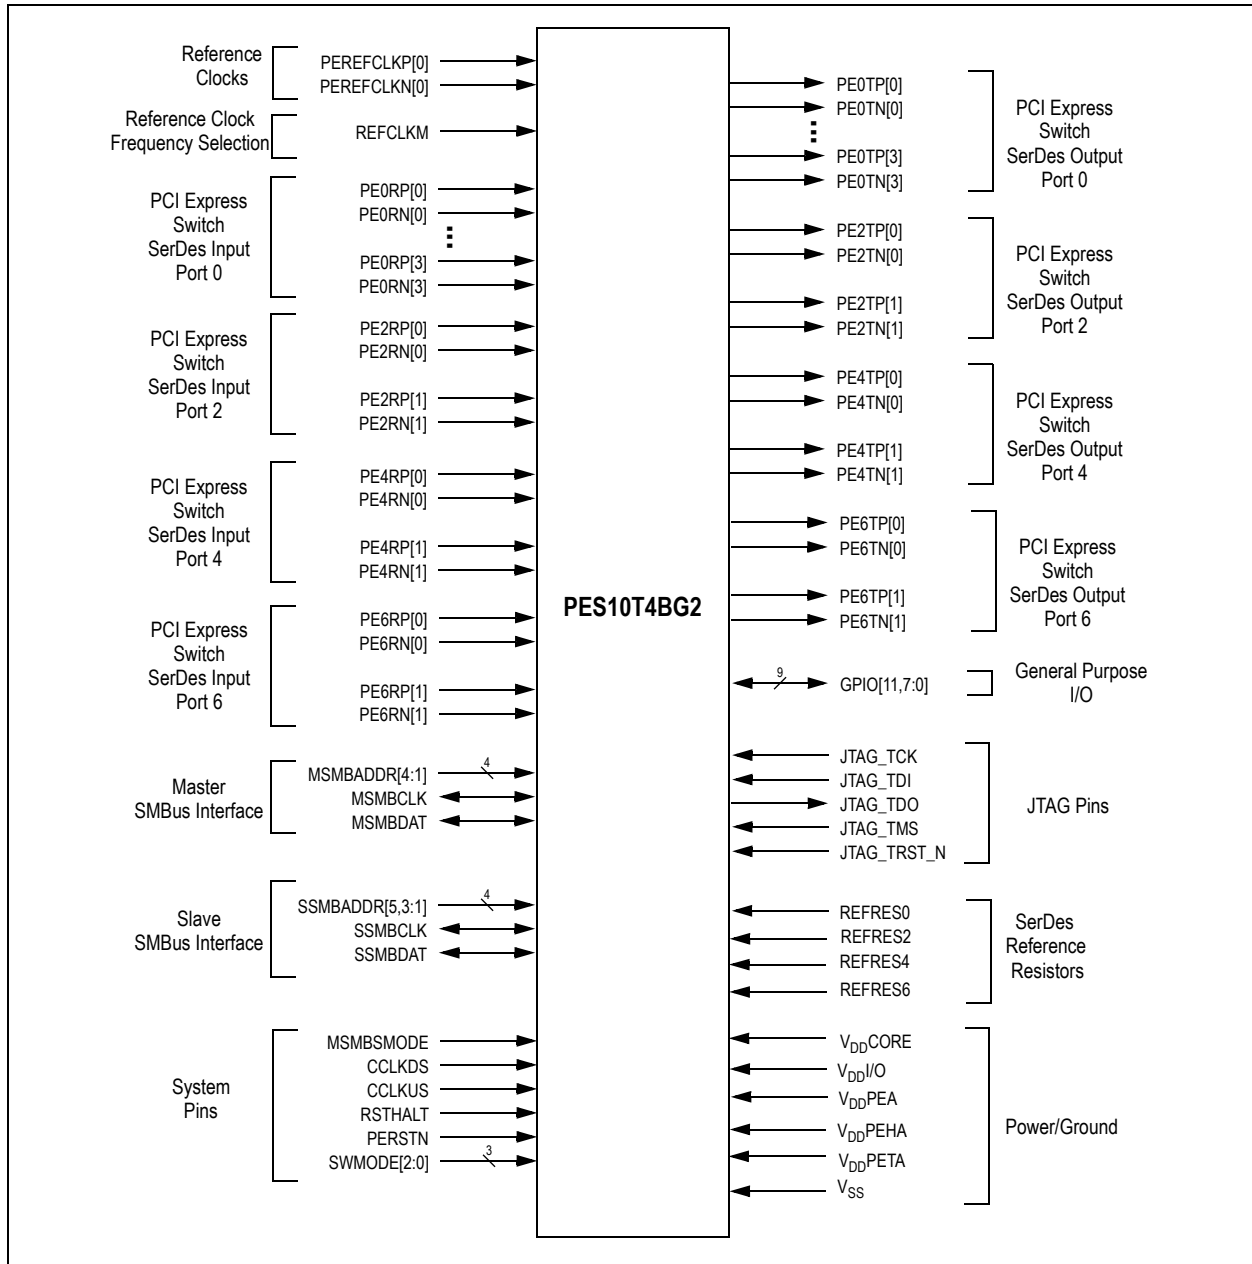 Reference
Clocks
PEREFCLKP[0]
PEREFCLKN[0]
Reference Clock
Frequency Selection
REFCLKM
PCI Express
Switch
SerDes Input
Port 0
PE0RP[0]
PE0RN[0]
PE0RP[3]
PE0RN[3]
PCI Express
Switch
SerDes Input
Port 2
PE2RP[0]
PE2RN[0]
PE2RP[1]
PE2RN[1]
PCI Express
Switch
SerDes Input
Port 4
PE4RP[0]
PE4RN[0]
PE4RP[1]
PE4RN[1]
PCI Express
Switch
SerDes Input
Port 6
PE6RP[0]
PE6RN[0]
PE6RP[1]
PE6RN[1]
Master
SMBus Interface
MSMBADDR[4:1]
4
MSMBCLK
MSMBDAT
Slave
SMBus Interface
SSMBADDR[5,3:1]
4
SSMBCLK
SSMBDAT
System
Pins
MSMBSMODE
CCLKDS
CCLKUS
RSTHALT
PERSTN
SWMODE[2:0]
3
PES10T4BG2
PE0TP[0]
PE0TN[0]
PE0TP[3]
PE0TN[3]
PCI Express
Switch
SerDes Output
Port 0
PE2TP[0]
PE2TN[0]
PE2TP[1]
PE2TN[1]
PCI Express
Switch
SerDes Output
Port 2
PE4TP[0]
PE4TN[0]
PE4TP[1]
PE4TN[1]
PCI Express
Switch
SerDes Output
Port 4
PE6TP[0]
PE6TN[0]
PE6TP[1]
PE6TN[1]
PCI Express
Switch
SerDes Output
Port 6
9
GPIO[11,7:0]
General Purpose
I/O
JTAG_TCK
JTAG_TDI
JTAG_TDO
JTAG_TMS
JTAG_TRST_N
JTAG Pins
REFRES0
REFRES2
REFRES4
REFRES6
SerDes
Reference
Resistors
VDDCORE
VDDI/O
VDDPEA
VDDPEHA
VDDPETA
VSS
Power/Ground